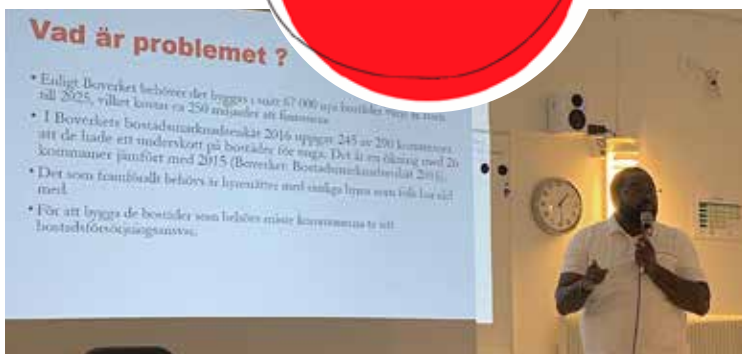 Vad är problemet ?
• Enligt Boverket behöver det byggas i snitt 67 000 nya bostäder varje år fram
till 2025, vilket kostar ca 250 miljarder att finansiera.
• I Boverkets bostadsmarknadsenkät 2016 uppgav 245 av 290 kommuner
att de hade ett underskott på bostäder för unga. Det är en ökning med 26
kommuner jämfört med 2015 (Boverket: Bostadsmarknadsenkät 2016).
• Det som framförallt behövs är hyresrätter med rimliga hyror som folk har råd
med.
• För att bygga de bostäder som behövs måste kommunerna ta sitt
bostadsförsörjningsansvar.